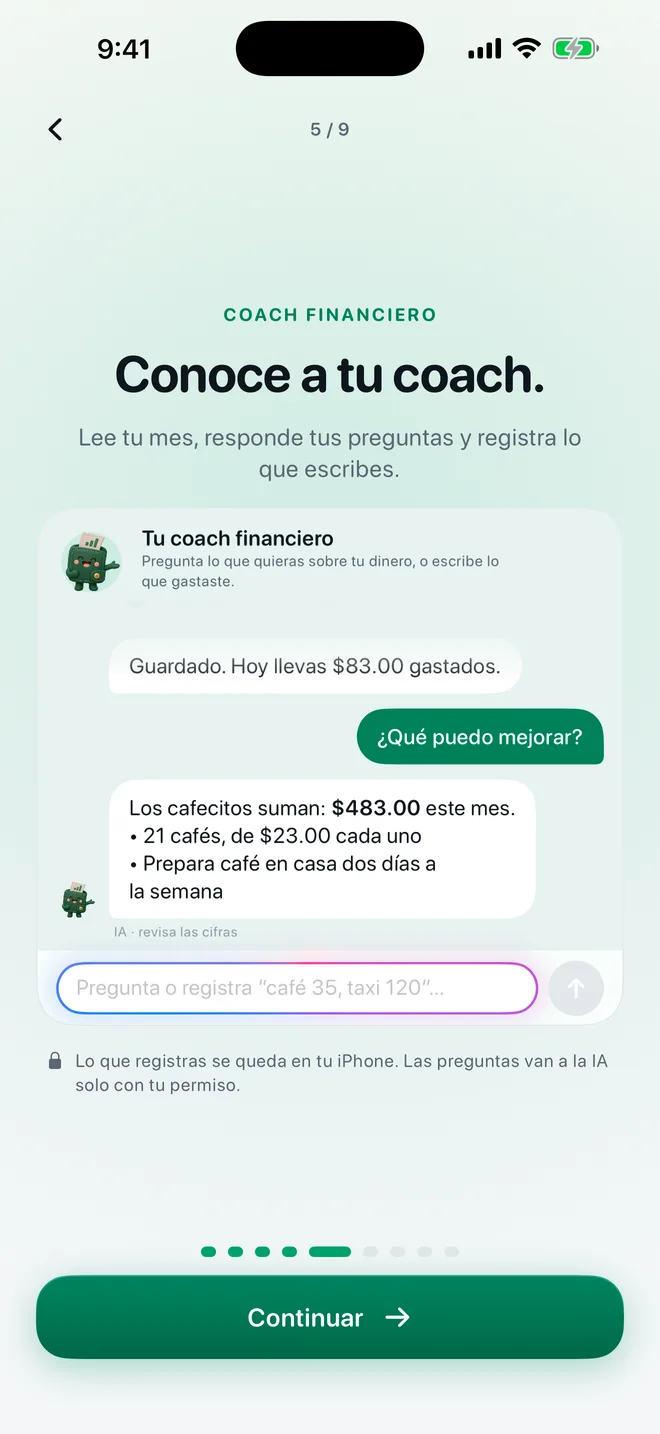 9:41
5 / 9
COACH FINANCIERO
Conoce a tu coach.
Lee tu mes, responde tus preguntas y registra lo
que escribes.
Tu coach financiero
Pregunta lo que quieras sobre tu dinero, o escribe lo
que gastaste.
Guardado. Hoy llevas $83.00 gastados.
¿Qué puedo mejorar?
Los cafecitos suman: $483.00 este mes.
• 21 cafés, de $23.00 cada uno
• Prepara café en casa dos días a
la semana
IA · revisa las cifras
Pregunta o registra “café 35, taxi 120”...
Lo que registras se queda en tu iPhone. Las preguntas van a la IA
solo con tu permiso.
Continuar →